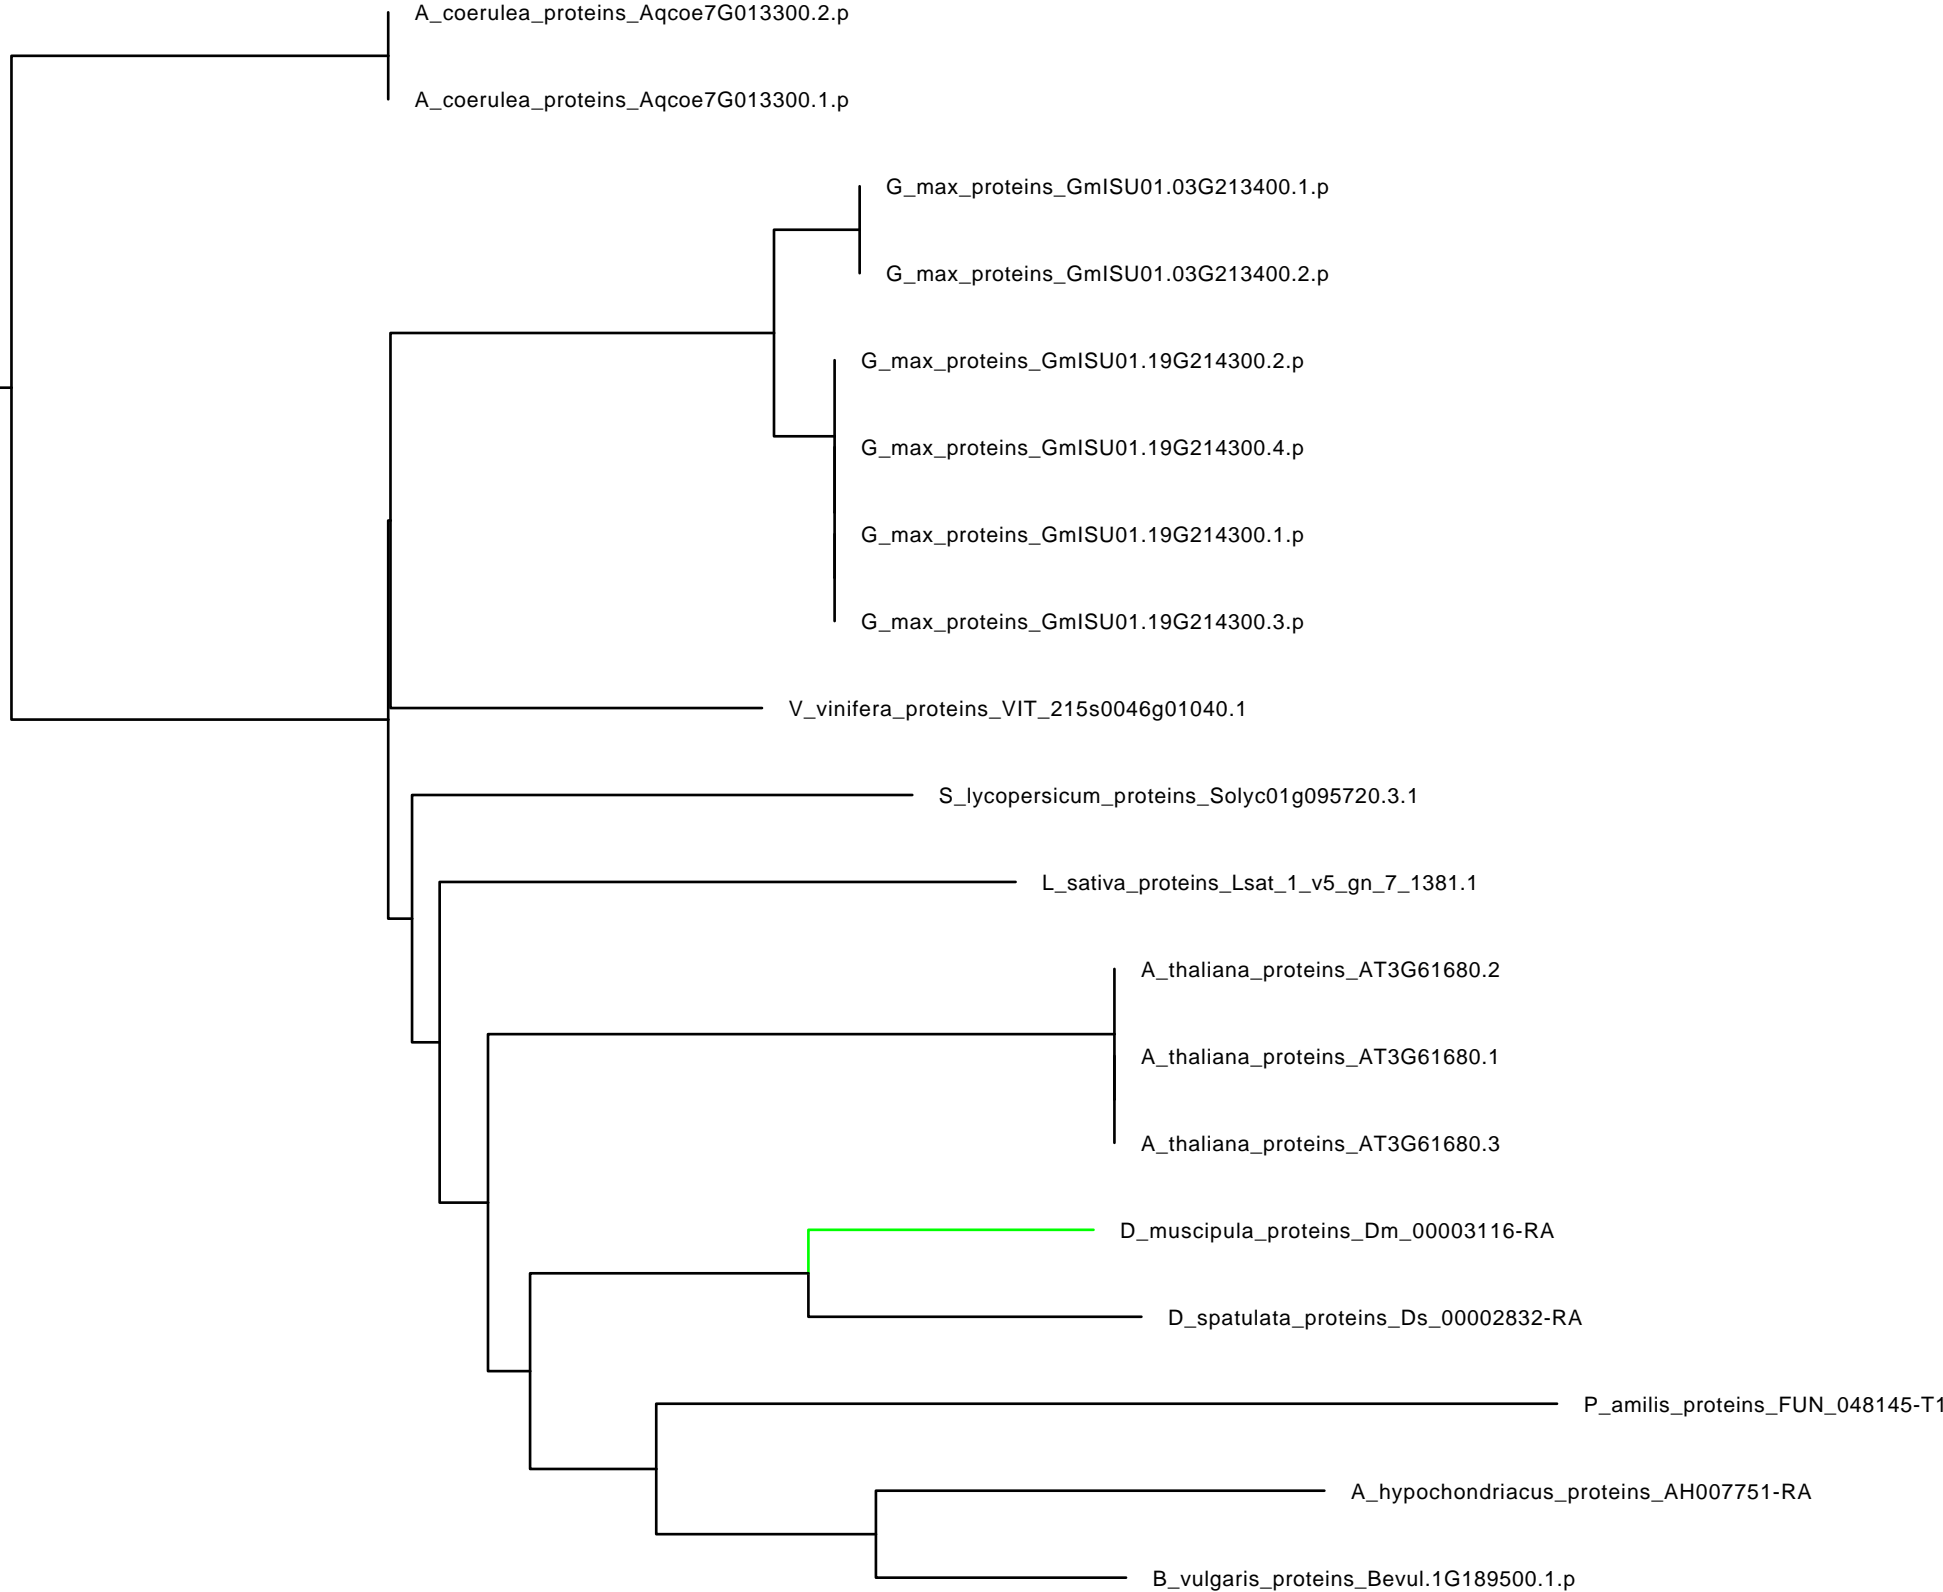 A_coerulea_proteins_Aqcoe7G013300.2.p
A_coerulea_proteins_Aqcoe7G013300.1.p
G_max_proteins_GmISU01.03G213400.1.p
G_max_proteins_GmISU01.03G213400.2.p
G_max_proteins_GmISU01.19G214300.2.p
G_max_proteins_GmISU01.19G214300.4.p
G_max_proteins_GmISU01.19G214300.1.p
G_max_proteins_GmISU01.19G214300.3.p
V_vinifera_proteins_VIT_215s0046g01040.1
S_lycopersicum_proteins_Solyc01g095720.3.1
L_sativa_proteins_Lsat_1_v5_gn_7_1381.1
A_thaliana_proteins_AT3G61680.2
A_thaliana_proteins_AT3G61680.1
A_thaliana_proteins_AT3G61680.3
D_muscipula_proteins_Dm_00003116-RA
D_spatulata_proteins_Ds_00002832-RA
P_amilis_proteins_FUN_048145-T1
A_hypochondriacus_proteins_AH007751-RA
B_vulgaris_proteins_Bevul.1G189500.1.p